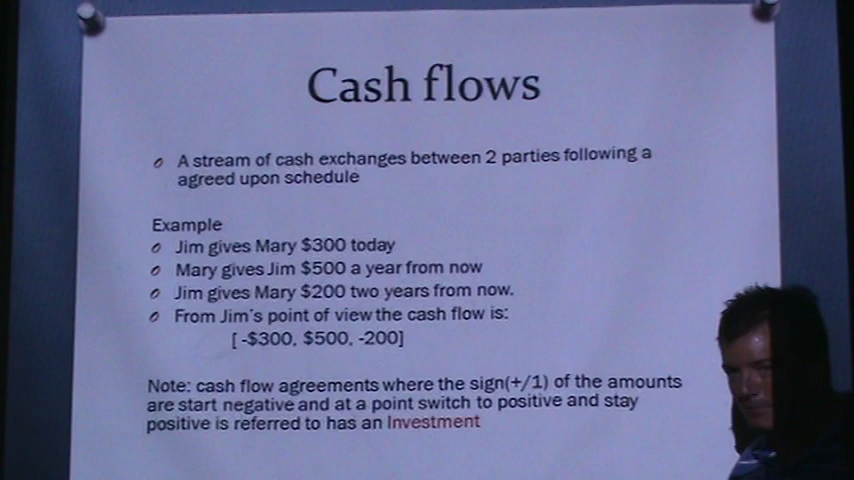 Cash flows
A stream of cash exchanges between 2 parties following a
agreed upon schedule
Example
Jim gives Mary $300 today
Mary gives Jim $500 a year from now
Jim gives Mary $200 two years from now.
From Jim's point of view the cash flow is:
[ -$300, $500, -200]
Note: cash flow agreements where the sign(+/1) of the amounts
are start negative and at a point switch to positive and stay
positive is referred to has an Investment